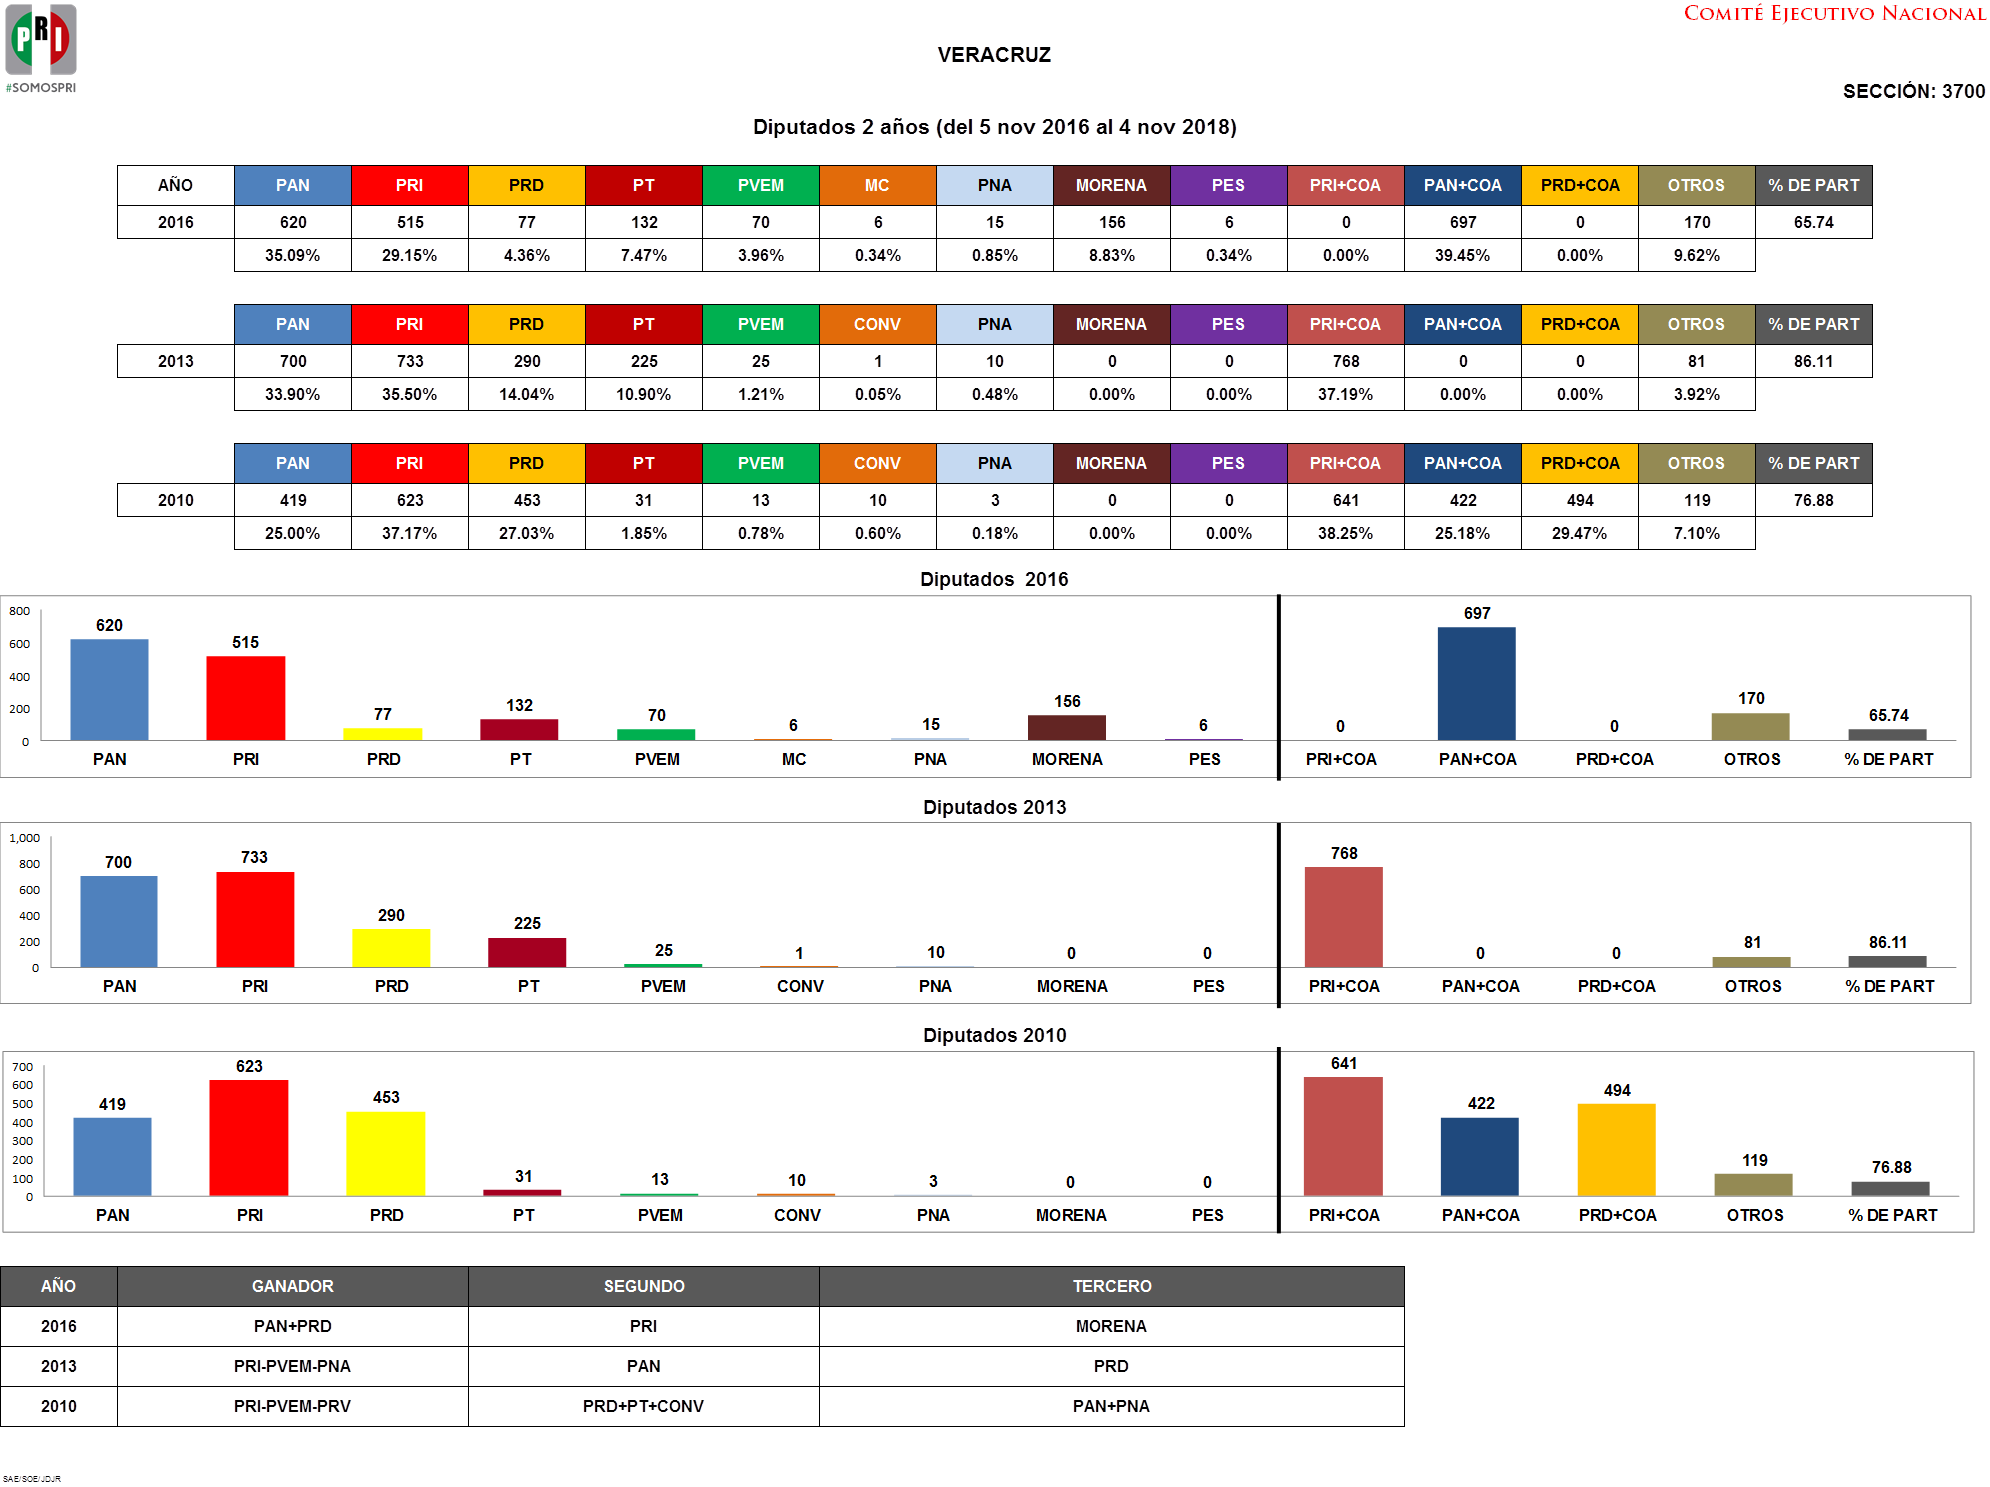 PRI
#SOMOSPRI
COMITÉ EJECUTIVO NACIONAL
VERACRUZ
SECCIÓN: 3700
Diputados 2 años (del 5 nov 2016 al 4 nov 2018)
AÑO PAN PRI PRD PT PVEM MC PNA MORENA PES PRI+COA PAN+COA PRD+COA OTROS % DE PART
2016 620 515 77 132 70 6 15 156 6 0 697 0 170 65.74
35.09% 29.15% 4.36% 7.47% 3.96% 0.34% 0.85% 8.83% 0.34% 0.00% 39.45% 0.00% 9.62%
PAN PRI PRD PT PVEM CONV PNA MORENA PES PRI+COA PAN+COA PRD+COA OTROS % DE PART
2013 700 733 290 225 25 1 10 0 0 768 0 0 81 86.11
33.90% 35.50% 14.04% 10.90% 1.21% 0.05% 0.48% 0.00% 0.00% 37.19% 0.00% 0.00% 3.92%
PAN PRI PRD PT PVEM CONV PNA MORENA PES PRI+COA PAN+COA PRD+COA OTROS % DE PART
2010 419 623 453 31 13 10 3 0 0 641 422 494 119 76.88
25.00% 37.17% 27.03% 1.85% 0.78% 0.60% 0.18% 0.00% 0.00% 38.25% 25.18% 29.47% 7.10%
Diputados 2016
800
600
400
200
0
620 515 77 132 70 6 15 156 6 0 697 0 170 65.74
PAN PRI PRD PT PVEM MC PNA MORENA PES PRI+COA PAN+COA PRD+COA OTROS % DE PART
Diputados 2013
1,000
800
600
400
200
0
700 733 290 225 25 1 10 0 0 768 0 0 81 86.11
PAN PRI PRD PT PVEM CONV PNA MORENA PES PRI+COA PAN+COA PRD+COA OTROS % DE PART
Diputados 2010
700
600
500
400
300
200
100
0
419 623 453 31 13 10 3 0 0 641 422 494 119 76.88
PAN PRI PRD PT PVEM CONV PNA MORENA PES PRI+COA PAN+COA PRD+COA OTROS % DE PART
AÑO GANADOR SEGUNDO TERCERO
2016 PAN+PRD PRI MORENA
2013 PRI-PVEM-PNA PAN PRD
2010 PRI-PVEM-PRV PRD+PT+CONV PAN+PNA
SAE/SOE/JDJR